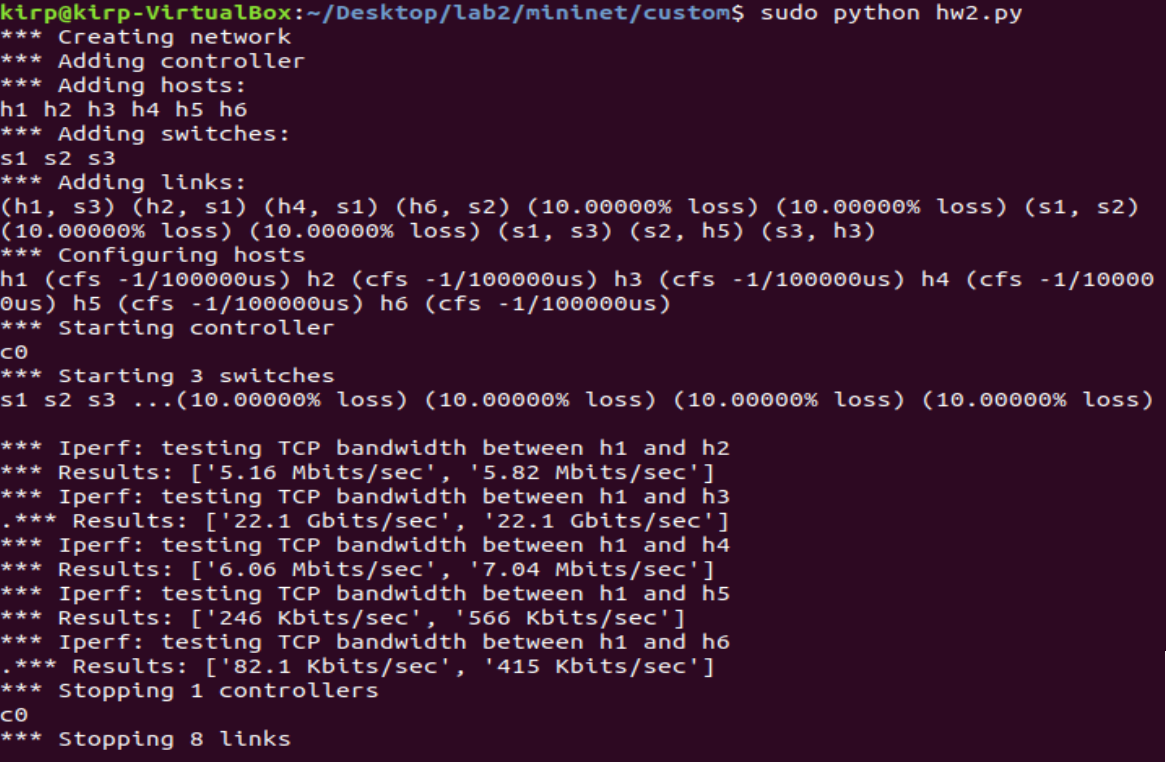 kirp@kirp-VirtualBox:~/Desktop/lab2/mininet/custom$ sudo python hw2.py
*** Creating network
*** Adding controller
*** Adding hosts:
h1 h2 h3 h4 h5 h6
*** Adding switches:
s1 s2 s3
*** Adding links:
(h1, s3) (h2, s1) (h4, s1) (h6, s2) (10.00000% loss) (10.00000% loss) (s1, s2)
(10.00000% loss) (10.00000% loss) (s1, s3) (s2, h5) (s3, h3)
*** Configuring hosts
h1 (cfs -1/100000us) h2 (cfs -1/100000us) h3 (cfs -1/100000us) h4 (cfs -1/10000
0us) h5 (cfs -1/100000us) h6 (cfs -1/100000us)
*** Starting controller
c0
*** Starting 3 switches
s1 s2 s3 ...(10.00000% loss) (10.00000% loss) (10.00000% loss) (10.00000% loss)
*** Iperf: testing TCP bandwidth between h1 and h2
*** Results: ['5.16 Mbits/sec', '5.82 Mbits/sec']
*** Iperf: testing TCP bandwidth between h1 and h3
.*** Results: ['22.1 Gbits/sec', '22.1 Gbits/sec']
*** Iperf: testing TCP bandwidth between h1 and h4
*** Results: ['6.06 Mbits/sec', '7.04 Mbits/sec']
*** Iperf: testing TCP bandwidth between h1 and h5
*** Results: ['246 Kbits/sec', '566 Kbits/sec']
*** Iperf: testing TCP bandwidth between h1 and h6
.*** Results: ['82.1 Kbits/sec', '415 Kbits/sec']
*** Stopping 1 controllers
c0
*** Stopping 8 links